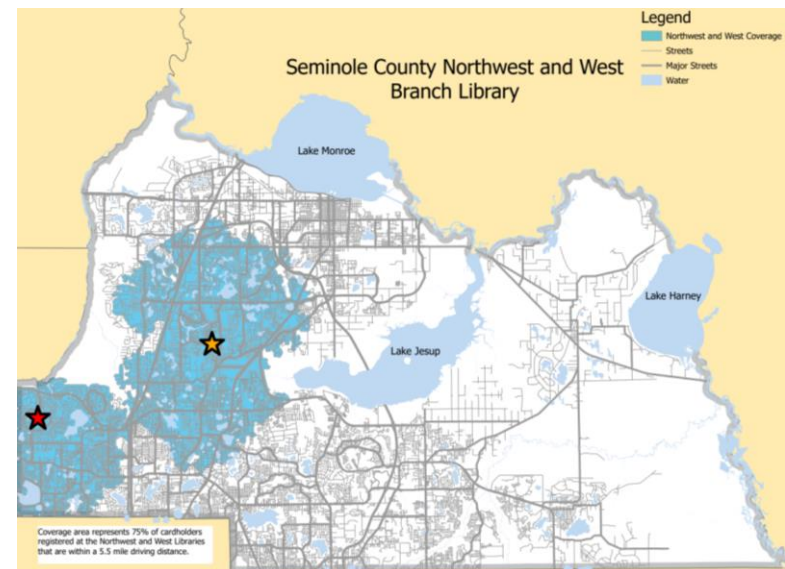 Legend
Northwest and West Coverage
Streets
Major Streets
Water
Seminole County Northwest and West
Branch Library
Lake Monroe
Lake Harney
Lake Jesup
Coverage area represents 75% of cardholders
registered at the Northwest and West Libraries
that are within a 5.5 mile driving distance.